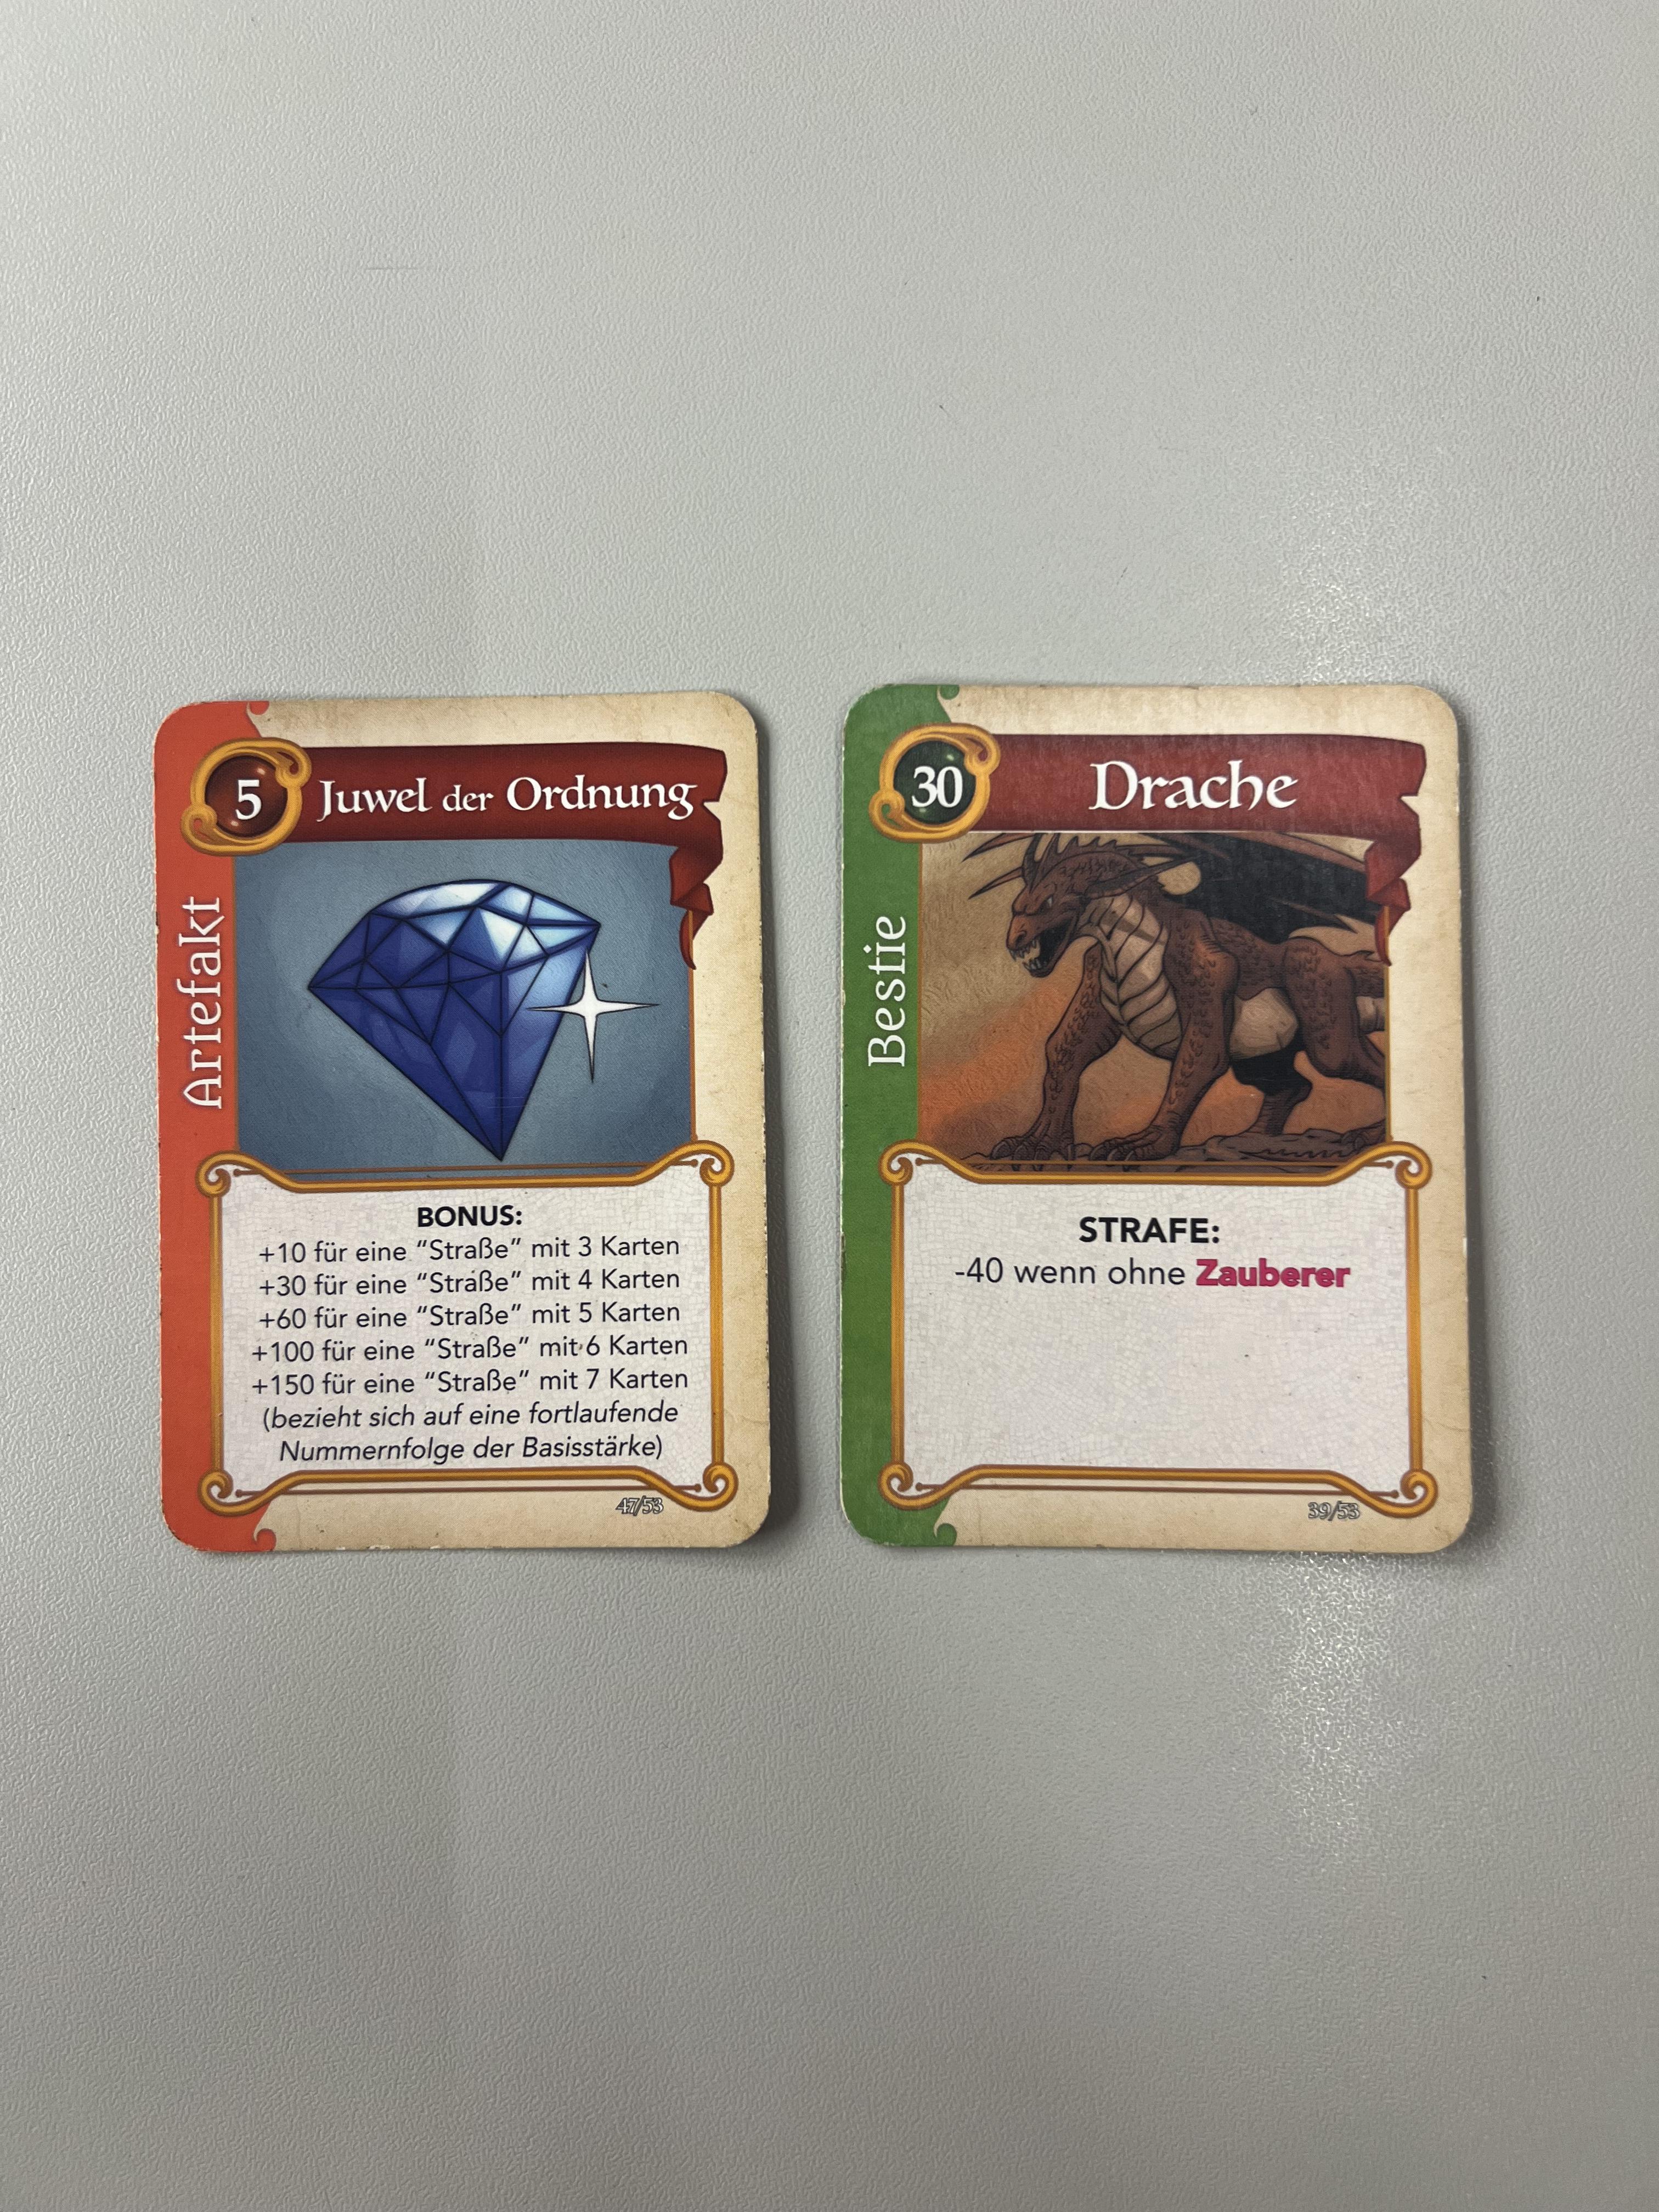 5
Juwel der Ordnung
Artefakt
BONUS:
+10 für eine “Straße” mit 3 Karten
+30 für eine “Straße” mit 4 Karten
+60 für eine “Straße” mit 5 Karten
+100 für eine “Straße” mit 6 Karten
+150 für eine “Straße” mit 7 Karten
(bezieht sich auf eine fortlaufende
Nummernfolge der Basisstärke)
47/53
30
Drache
Bestie
STRAFE:
-40 wenn ohne Zauberer
39/53